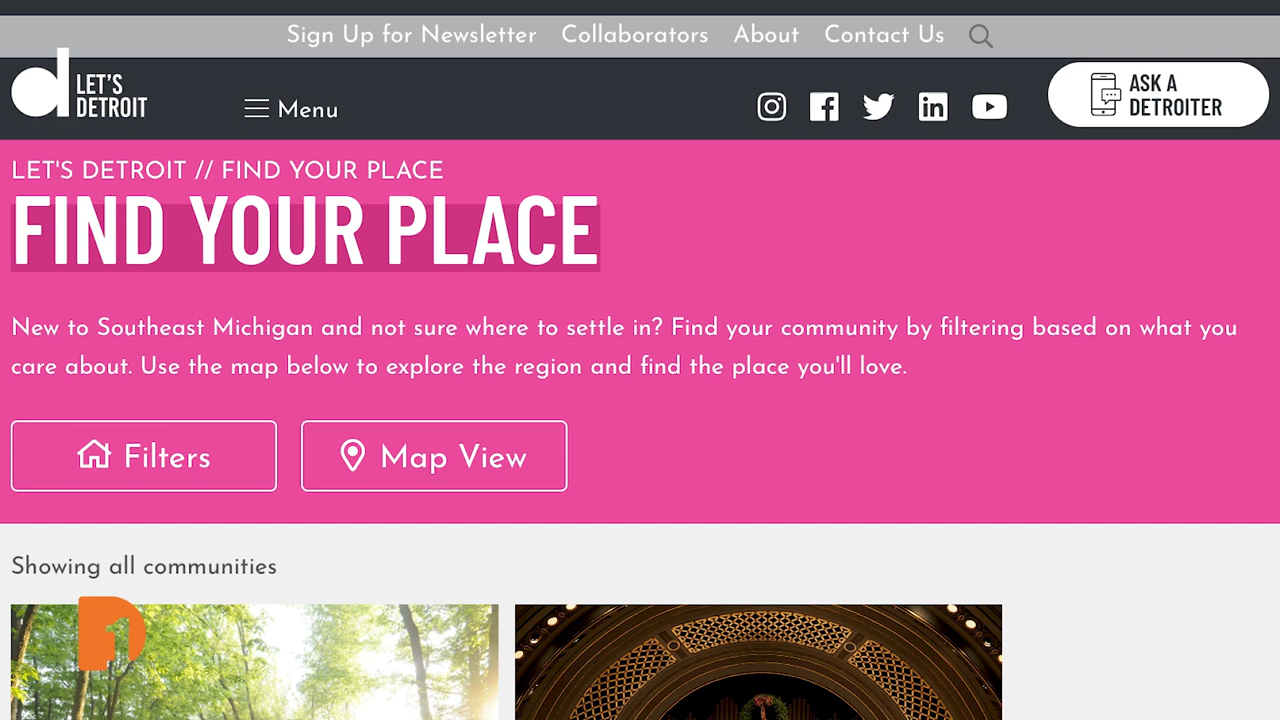 Sign Up for Newsletter Collaborators About Contact Us
LET'S
DETROIT
Menu
ASK A
DETROITER
LET'S DETROIT // FIND YOUR PLACE
FIND YOUR PLACE
New to Southeast Michigan and not sure where to settle in? Find your community by filtering based on what you
care about. Use the map below to explore the region and find the place you'll love.
Filters
Map View
Showing all communities
D1